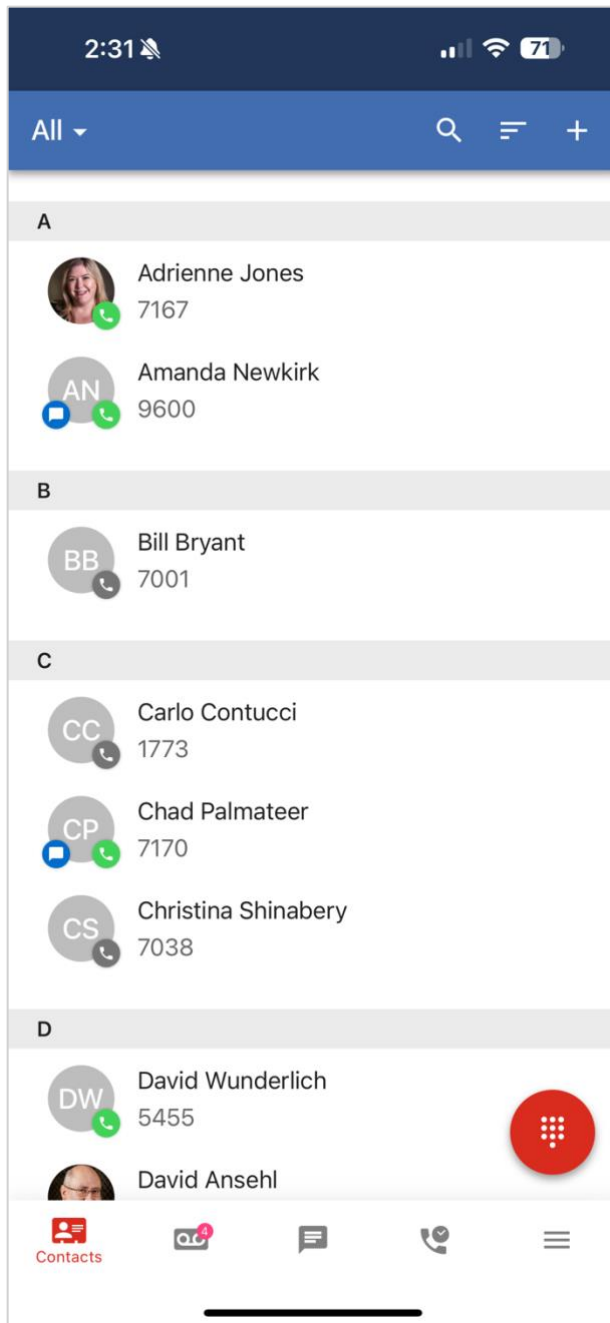 2:31
71
All
A
Adrienne Jones
7167
AN
Amanda Newkirk
9600
B
BB
Bill Bryant
7001
C
CC
Carlo Contucci
1773
CP
Chad Palmateer
7170
CS
Christina Shinabery
7038
D
DW
David Wunderlich
5455
David Ansehl
4
Contacts